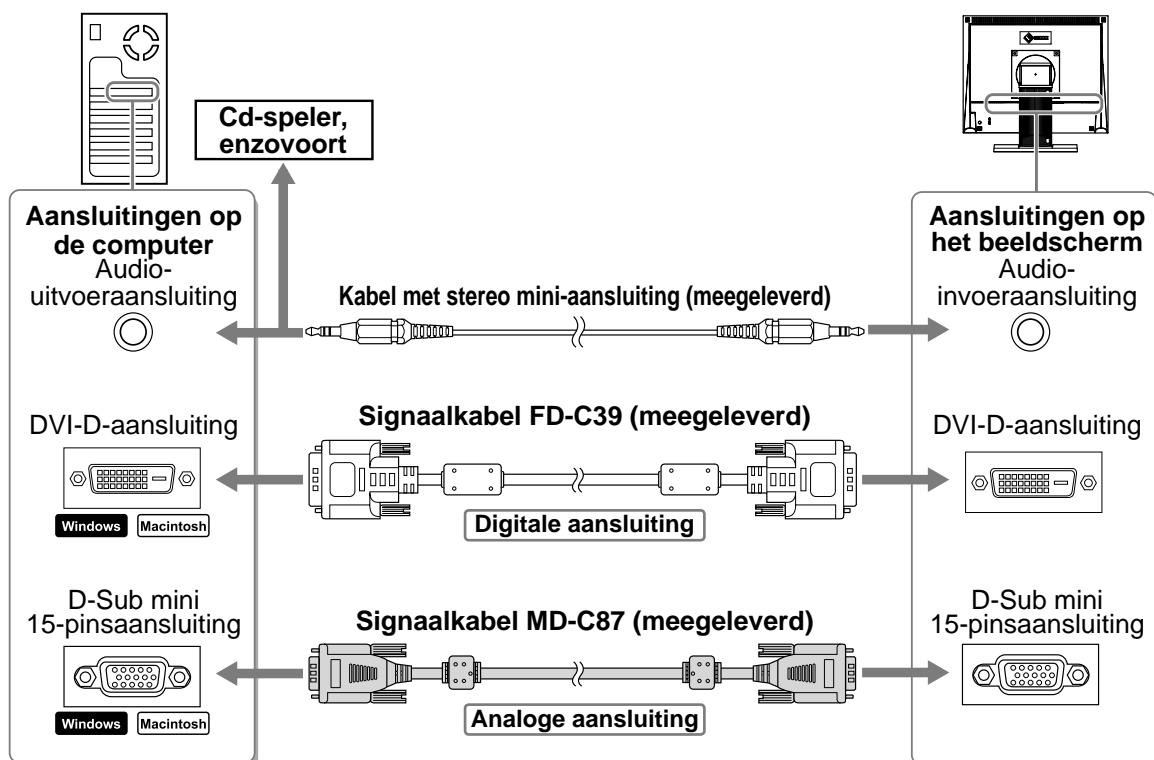 Cd-speler,
enzovoort
Aansluitingen op
de computer
Audio-
uitvoeraansluiting
Kabel met stereo mini-aansluiting (meegeleverd)
Aansluitingen op
het beeldscherm
Audio-
invoeraansluiting
DVI-D-aansluiting
Windows Macintosh
Signaalkabel FD-C39 (meegeleverd)
Digitale aansluiting
DVI-D-aansluiting
D-Sub mini
15-pinsaansluiting
Windows Macintosh
Signaalkabel MD-C87 (meegeleverd)
Analoge aansluiting
D-Sub mini
15-pinsaansluiting